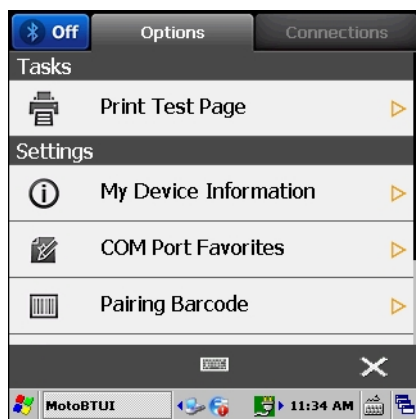 Off Options Connections
Tasks
Print Test Page
Settings
My Device Information
COM Port Favorites
Pairing Barcode
MotoBTUI 11:34 AM